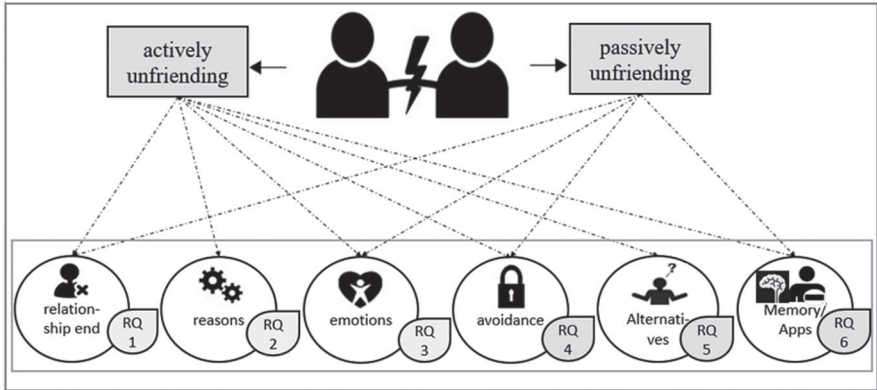 actively
unfriending
passively
unfriending
relation-
ship end
RQ
1
reasons
RQ
2
emotions
RQ
3
avoidance
RQ
4
?
Alternati-
ves
RQ
5
Memory/
Apps
RQ
6